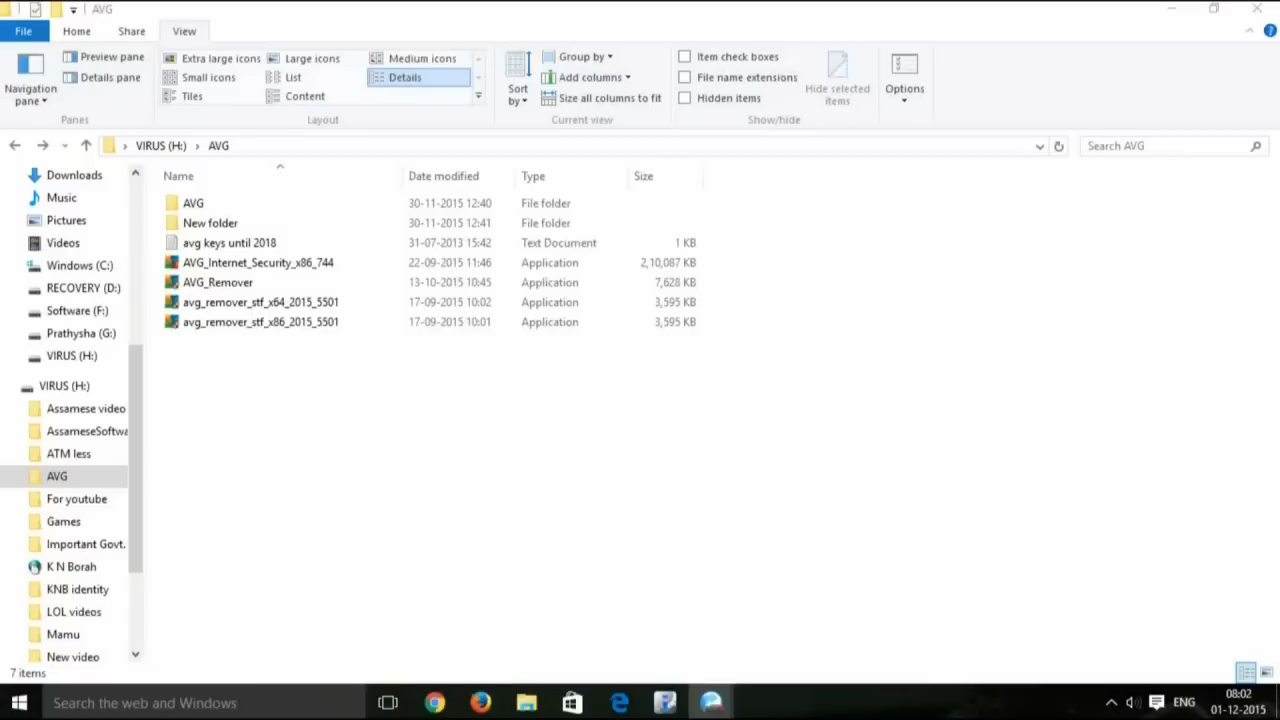 AVG
File Home Share View
Preview pane
Details pane
Navigation pane
Panes
Extra large icons Large icons Medium icons
Small icons List Details
Tiles Content
Layout
Sort by
Group by
Add columns
Size all columns to fit
Current view
Item check boxes
File name extensions
Hidden items
Hide selected items
Show/hide
Options
VIRUS (H:) › AVG
Search AVG
Downloads
Music
Pictures
Videos
Windows (C:)
RECOVERY (D:)
Software (F:)
Prathysha (G:)
VIRUS (H:)
VIRUS (H:)
Assamese video
AssameseSoftwa
ATM less
AVG
For youtube
Games
Important Govt.
K N Borah
KNB identity
LOL videos
Mamu
New video
Name Date modified Type Size
AVG 30-11-2015 12:40 File folder
New folder 30-11-2015 12:41 File folder
avg keys until 2018 31-07-2013 15:42 Text Document 1 KB
AVG_Internet_Security_x86_744 22-09-2015 11:46 Application 2,10,087 KB
AVG_Remover 13-10-2015 10:45 Application 7,628 KB
avg_remover_stf_x64_2015_5501 17-09-2015 10:02 Application 3,595 KB
avg_remover_stf_x86_2015_5501 17-09-2015 10:01 Application 3,595 KB
7 items
Search the web and Windows
ENG
08:02
01-12-2015